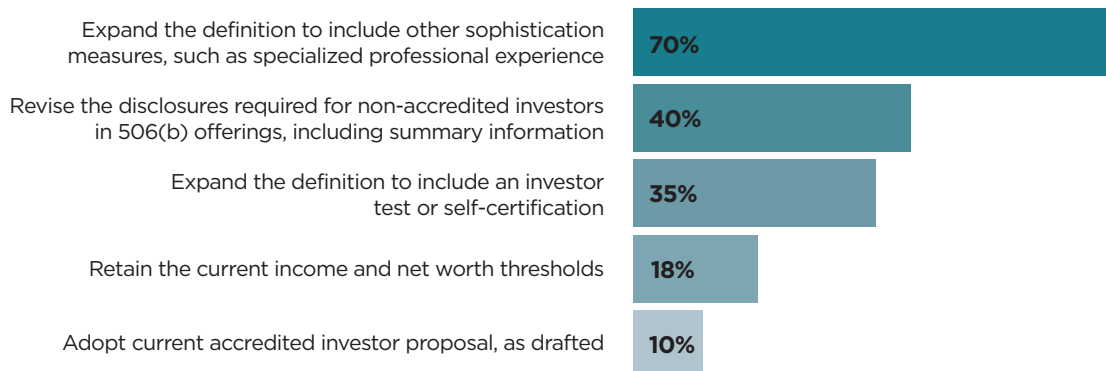 Expand the definition to include other sophistication
measures, such as specialized professional experience
70%
Revise the disclosures required for non-accredited investors
in 506(b) offerings, including summary information
40%
Expand the definition to include an investor
test or self-certification
35%
Retain the current income and net worth thresholds
18%
Adopt current accredited investor proposal, as drafted
10%